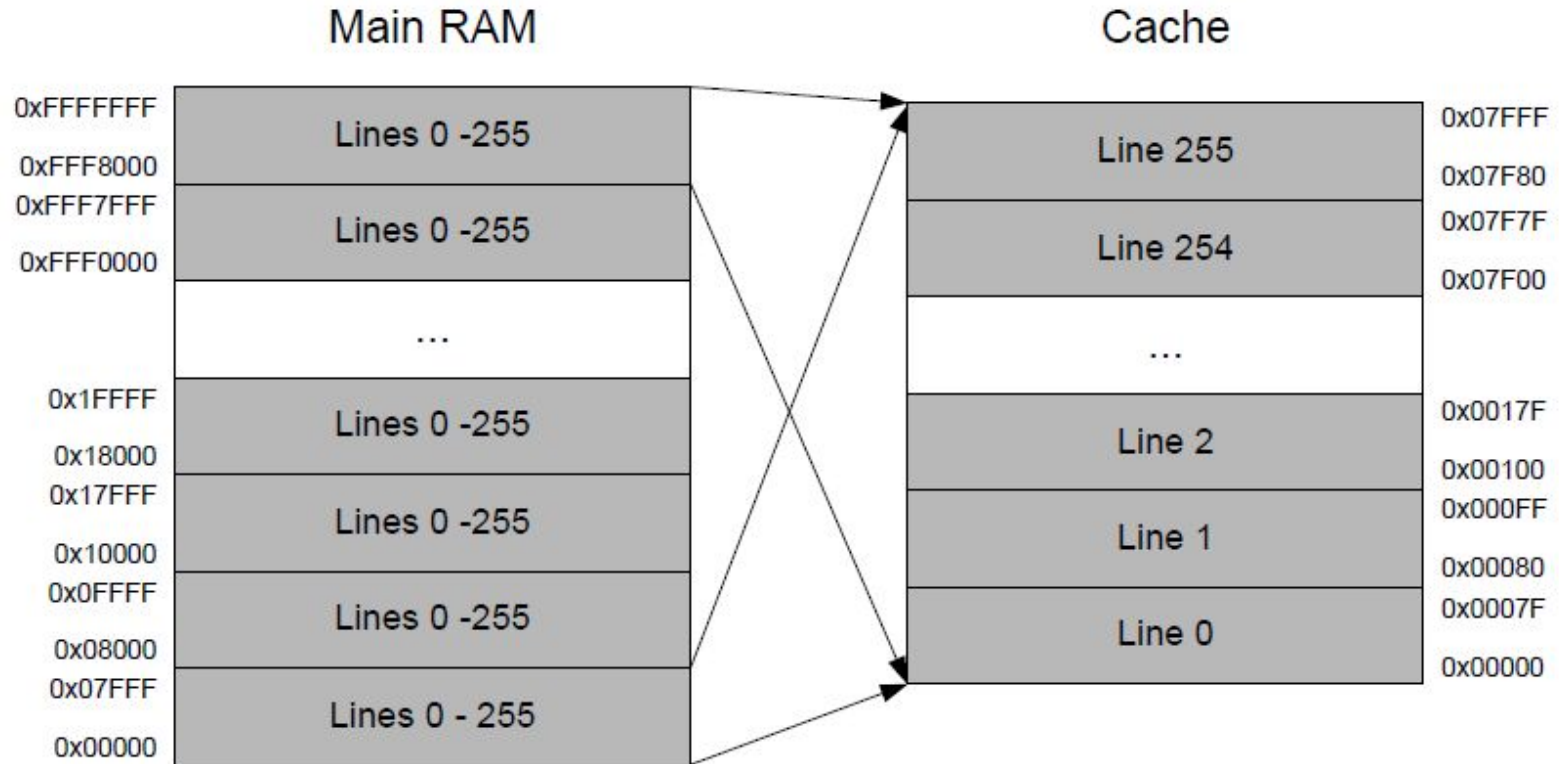 Main RAM
Cache
0xFFFFFFF
Lines 0 -255
0xFFF8000
0xFFF7FFF
Lines 0 -255
0xFFF0000
...
0x1FFFF
Lines 0 -255
0x18000
0x17FFF
Lines 0 -255
0x10000
0x0FFFF
Lines 0 -255
0x08000
0x07FFF
Lines 0 - 255
0x00000
0x07FFF
Line 255
0x07F80
0x07F7F
Line 254
0x07F00
...
0x0017F
Line 2
0x00100
0x000FF
Line 1
0x00080
0x0007F
Line 0
0x00000